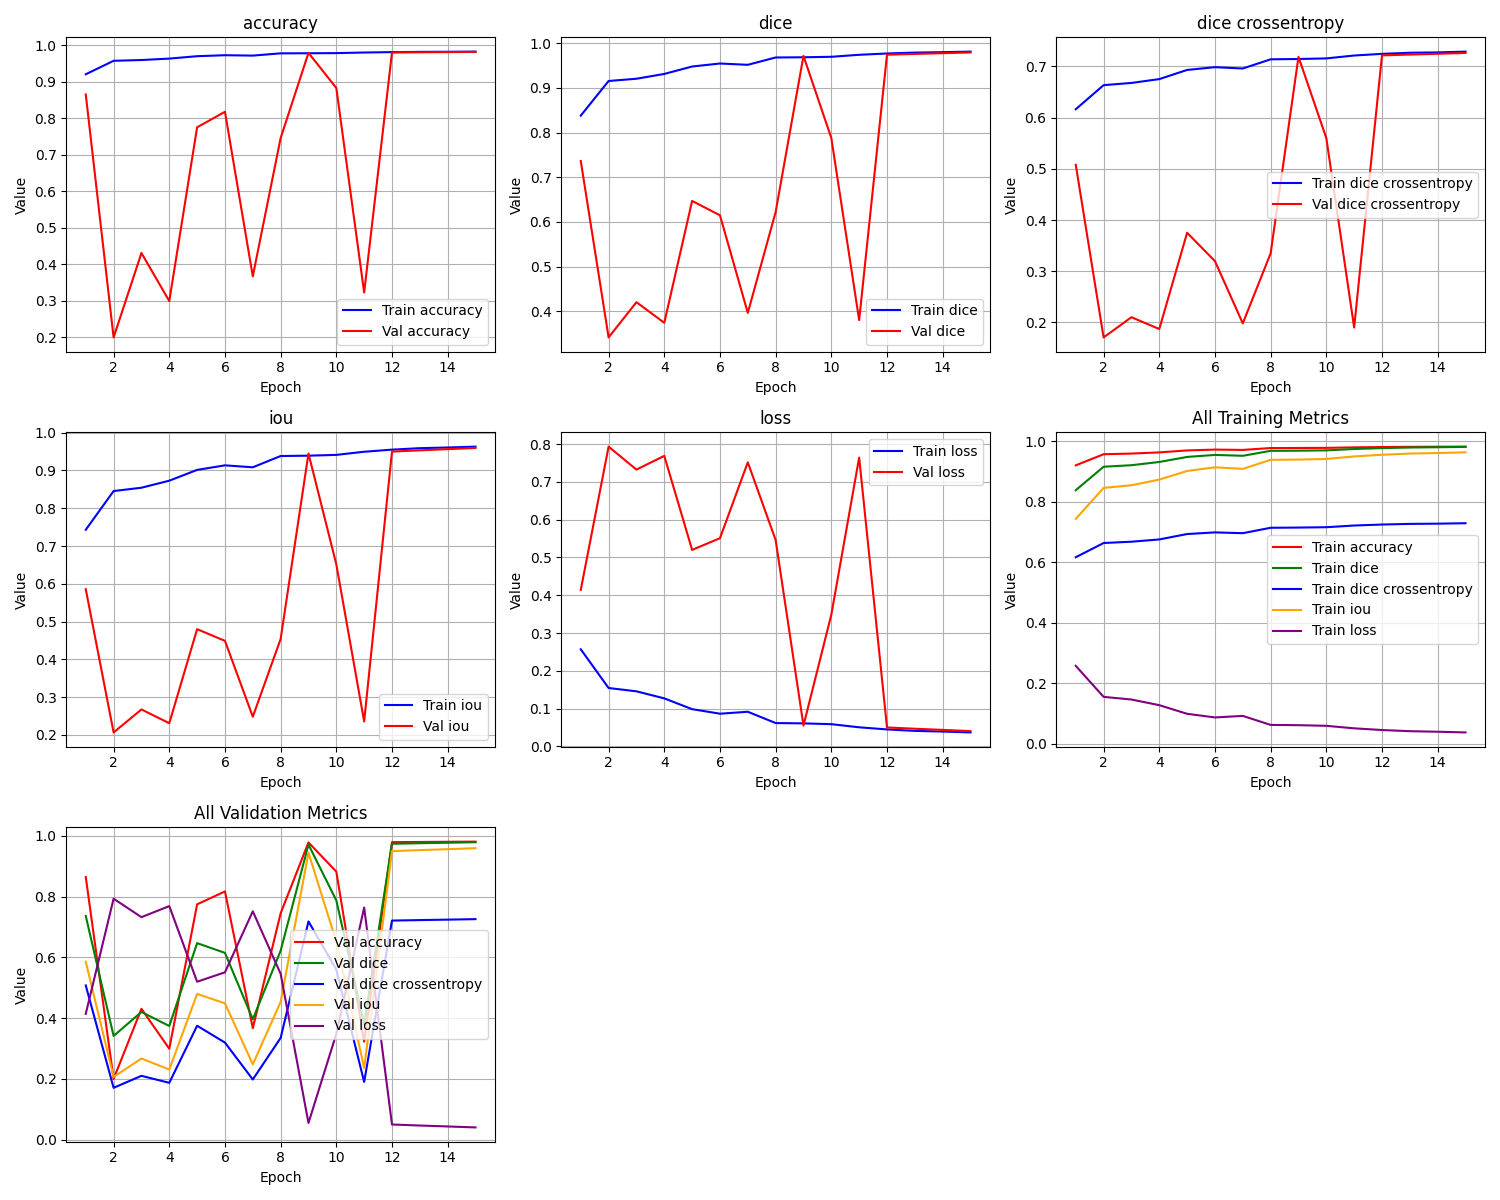 accuracy
1.0
0.9
0.8
0.7
0.6
0.5
0.4
0.3
0.2
Value
Train accuracy
Val accuracy
2 4 6 8 10 12 14
Epoch
dice
1.0
0.9
0.8
0.7
0.6
0.5
0.4
Value
Train dice
Val dice
2 4 6 8 10 12 14
Epoch
dice crossentropy
0.7
0.6
0.5
0.4
0.3
0.2
Value
Train dice crossentropy
Val dice crossentropy
2 4 6 8 10 12 14
Epoch
iou
1.0
0.9
0.8
0.7
0.6
0.5
0.4
0.3
0.2
Value
Train iou
Val iou
2 4 6 8 10 12 14
Epoch
loss
0.8
0.7
0.6
0.5
0.4
0.3
0.2
0.1
0.0
Value
Train loss
Val loss
2 4 6 8 10 12 14
Epoch
All Training Metrics
1.0
0.8
0.6
0.4
0.2
0.0
Value
Train accuracy
Train dice
Train dice crossentropy
Train iou
Train loss
2 4 6 8 10 12 14
Epoch
All Validation Metrics
1.0
0.8
0.6
0.4
0.2
0.0
Value
Val accuracy
Val dice
Val dice crossentropy
Val iou
Val loss
2 4 6 8 10 12 14
Epoch